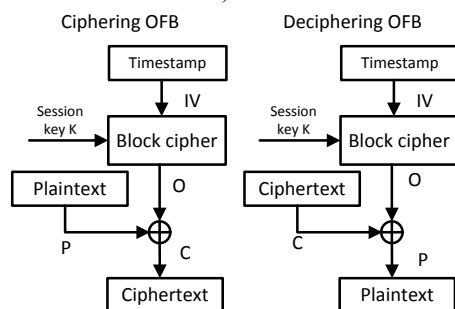 Ciphering OFB
Timestamp
IV
Session
key K
Block cipher
O
Plaintext
P
C
Ciphertext
Deciphering OFB
Timestamp
IV
Session
key K
Block cipher
O
Ciphertext
C
P
Plaintext